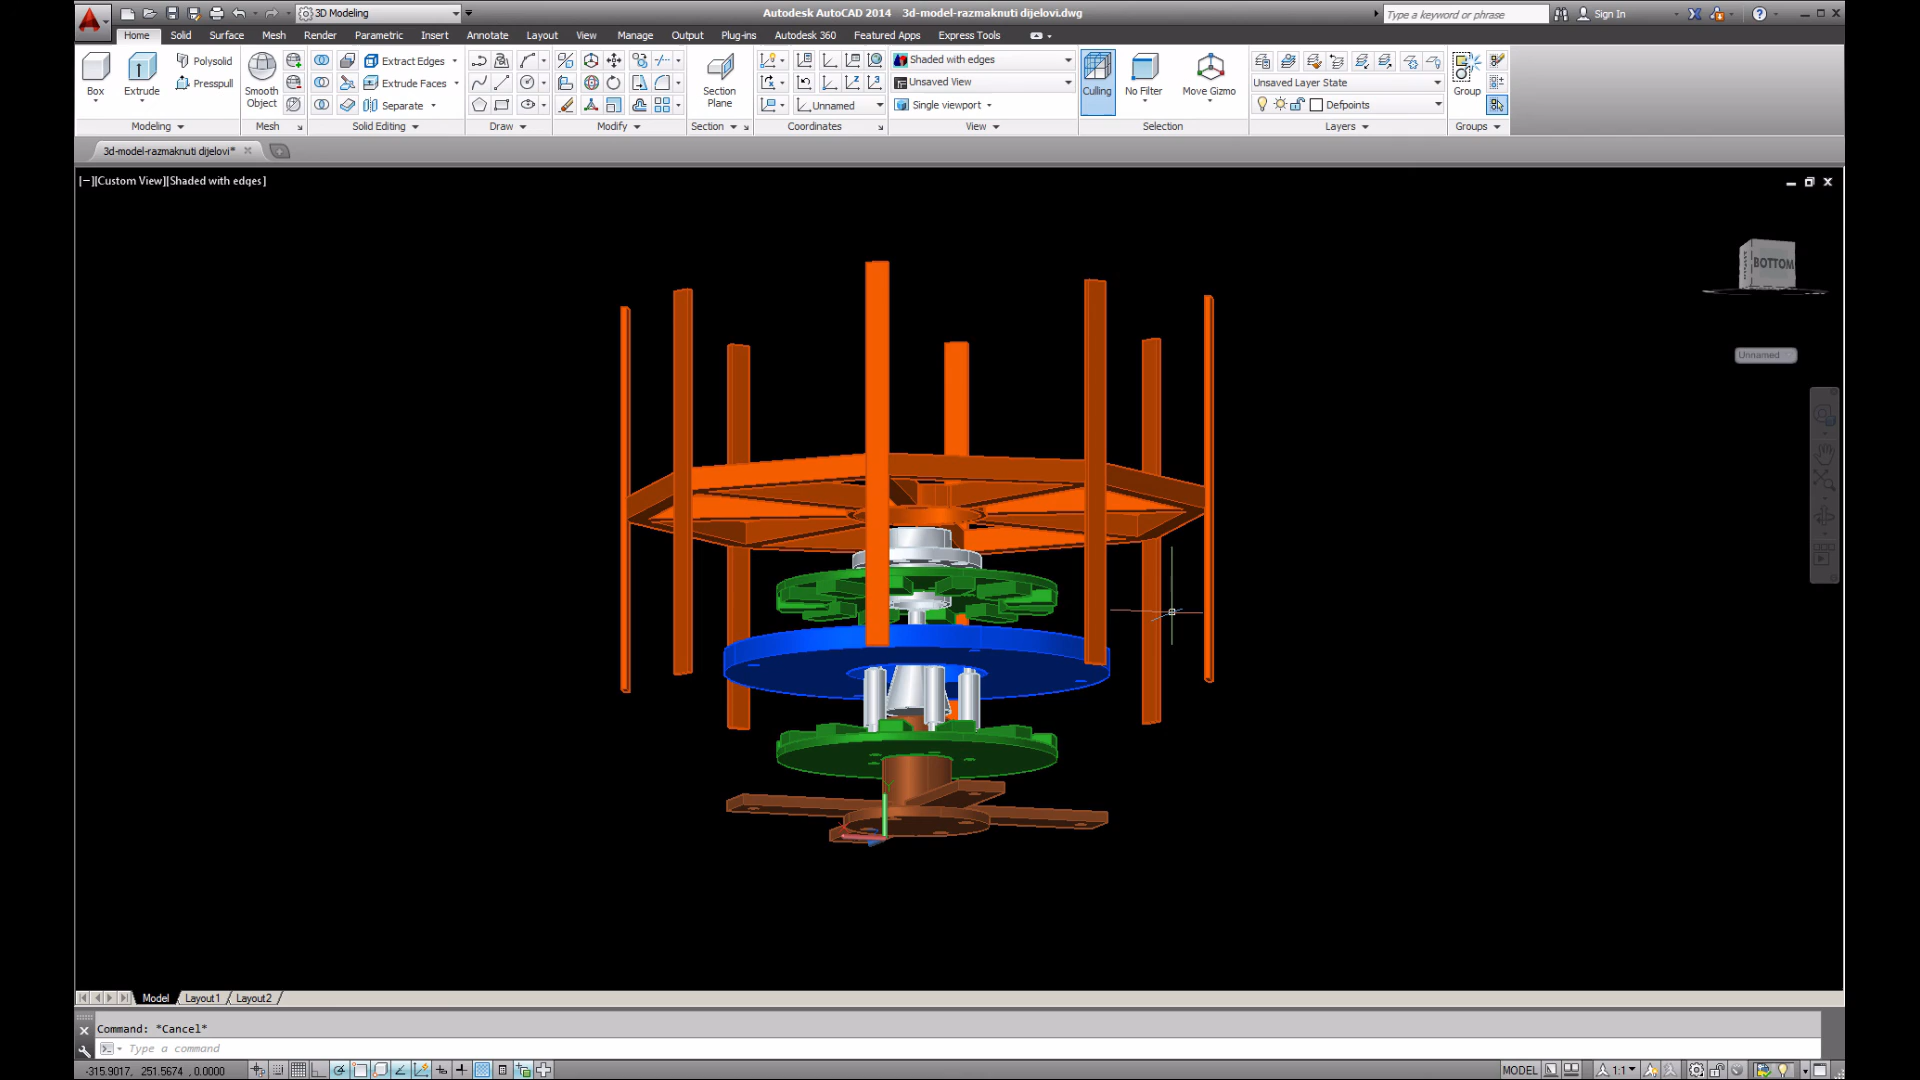 3D Modeling
Autodesk AutoCAD 2014 3d-model-razmaknuti dijelovi.dwg
Type a keyword or phrase
Sign In
Home Solid Surface Mesh Render Parametric Insert Annotate Layout View Manage Output Plug-ins Autodesk 360 Featured Apps Express Tools
Box
Extrude
Polysolid
Presspull
Smooth Object
Extract Edges
Extrude Faces
Separate
Section Plane
Unnamed
Shaded with edges
Unsaved View
Single viewport
Culling
No Filter
Move Gizmo
Unsaved Layer State
Defpoints
Group
Modeling Mesh Solid Editing Draw Modify Section Coordinates View Selection Layers Groups
3d-model-razmaknuti dijelovi*
[−][Custom View][Shaded with edges]
BOTTOM
Unnamed
Y
Model Layout1 Layout2
Command: *Cancel*
Type a command
-315.9017, 251.5674 , 0.0000
MODEL
1:1